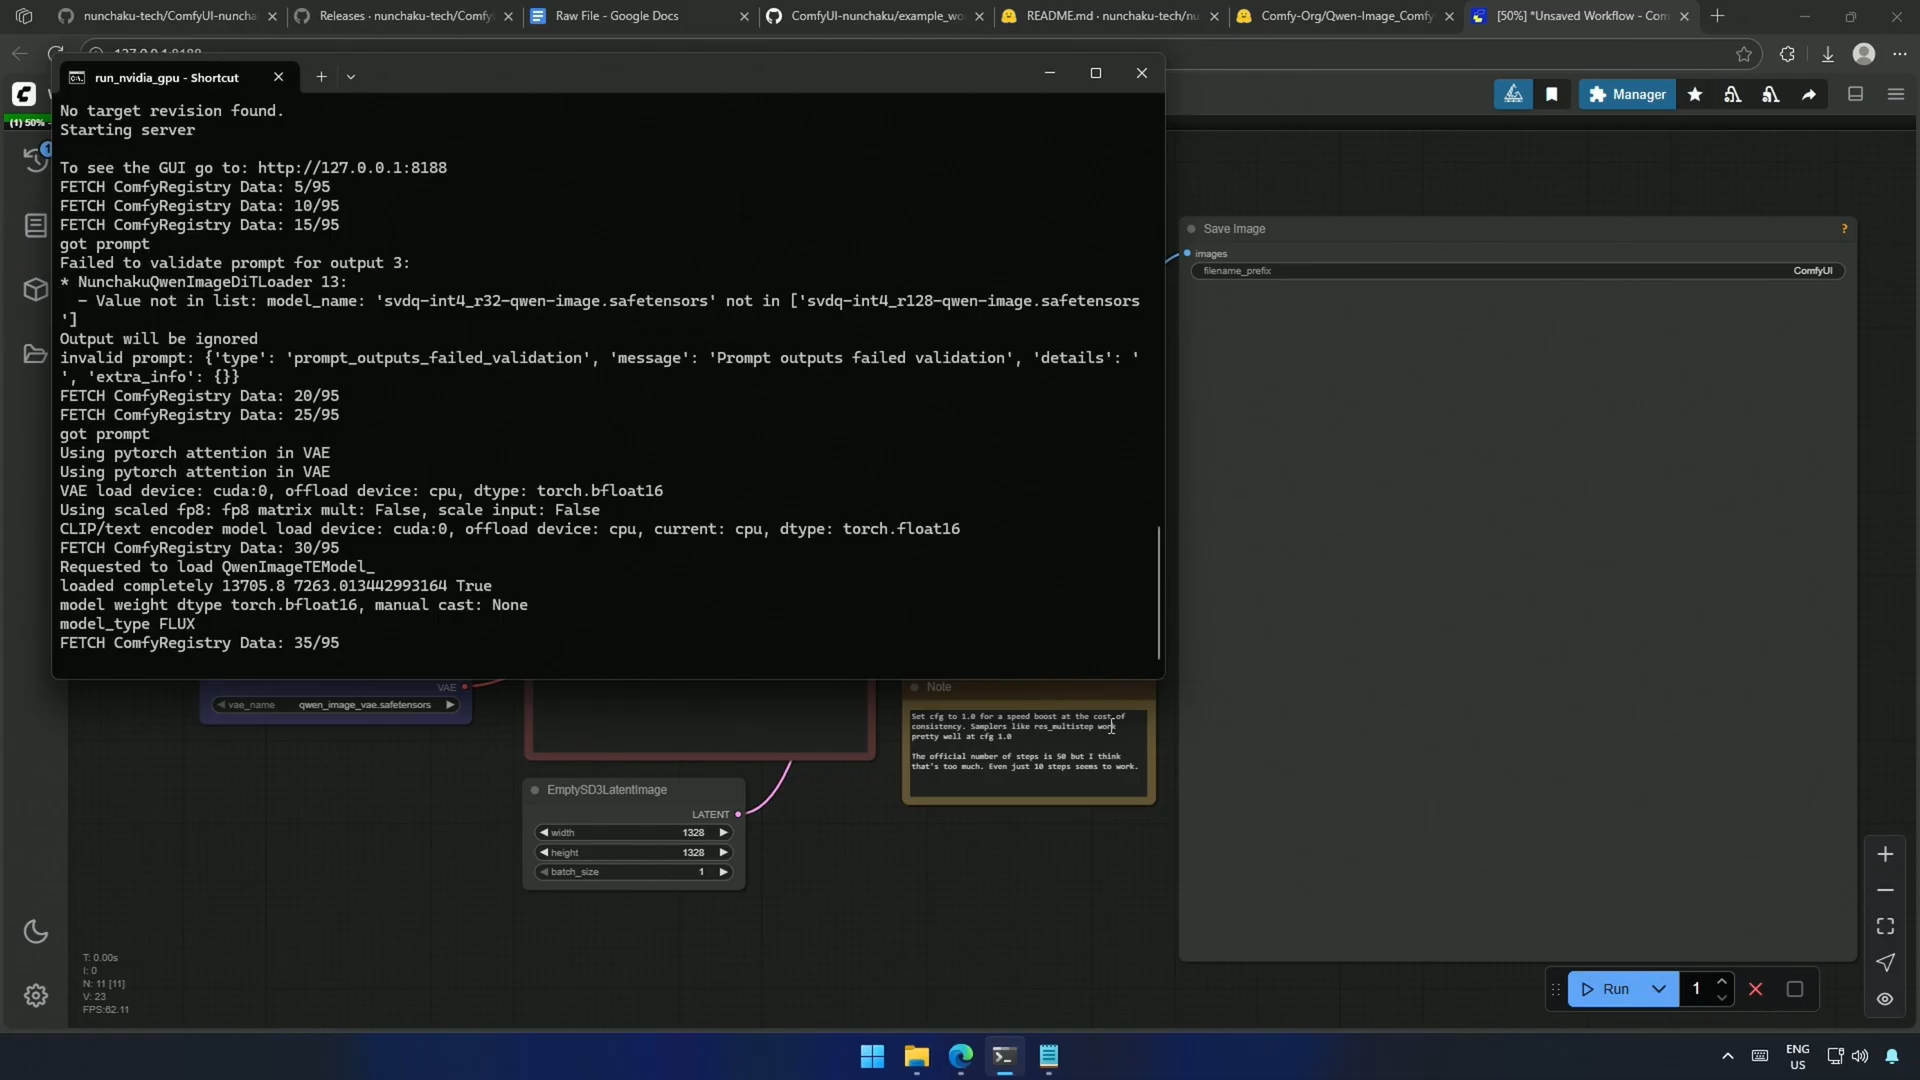 nunchaku-tech/ComfyUI-nuncha
Releases · nunchaku-tech/Comfy
Raw File - Google Docs
ComfyUI-nunchaku/example_wo
README.md · nunchaku-tech/nu
Comfy-Org/Qwen-Image_Comfy
[50%] *Unsaved Workflow - Com
127.0.0.1:8188
run_nvidia_gpu - Shortcut
Manager
(1) 50%
1
No target revision found.
Starting server
To see the GUI go to: http://127.0.0.1:8188
FETCH ComfyRegistry Data: 5/95
FETCH ComfyRegistry Data: 10/95
FETCH ComfyRegistry Data: 15/95
got prompt
Failed to validate prompt for output 3:
* NunchakuQwenImageDiTLoader 13:
- Value not in list: model_name: 'svdq-int4_r32-qwen-image.safetensors' not in ['svdq-int4_r128-qwen-image.safetensors
']
Output will be ignored
invalid prompt: {'type': 'prompt_outputs_failed_validation', 'message': 'Prompt outputs failed validation', 'details': '
', 'extra_info': {}}
FETCH ComfyRegistry Data: 20/95
FETCH ComfyRegistry Data: 25/95
got prompt
Using pytorch attention in VAE
Using pytorch attention in VAE
VAE load device: cuda:0, offload device: cpu, dtype: torch.bfloat16
Using scaled fp8: fp8 matrix mult: False, scale input: False
CLIP/text encoder model load device: cuda:0, offload device: cpu, current: cpu, dtype: torch.float16
FETCH ComfyRegistry Data: 30/95
Requested to load QwenImageTEModel_
loaded completely 13705.8 7263.013442993164 True
model weight dtype torch.bfloat16, manual cast: None
model_type FLUX
FETCH ComfyRegistry Data: 35/95
Save Image
?
images
filename_prefix ComfyUI
VAE
vae_name qwen_image_vae.safetensors
Note
Set cfg to 1.0 for a speed boost at the cost of
consistency. Samplers like res_multistep work
pretty well at cfg 1.0
The official number of steps is 50 but I think
that's too much. Even just 10 steps seems to work.
EmptySD3LatentImage
LATENT
width 1328
height 1328
batch_size 1
T: 0.00s
I: 0
N: 11 [11]
V: 23
FPS:62.11
Run
1
ENG
US